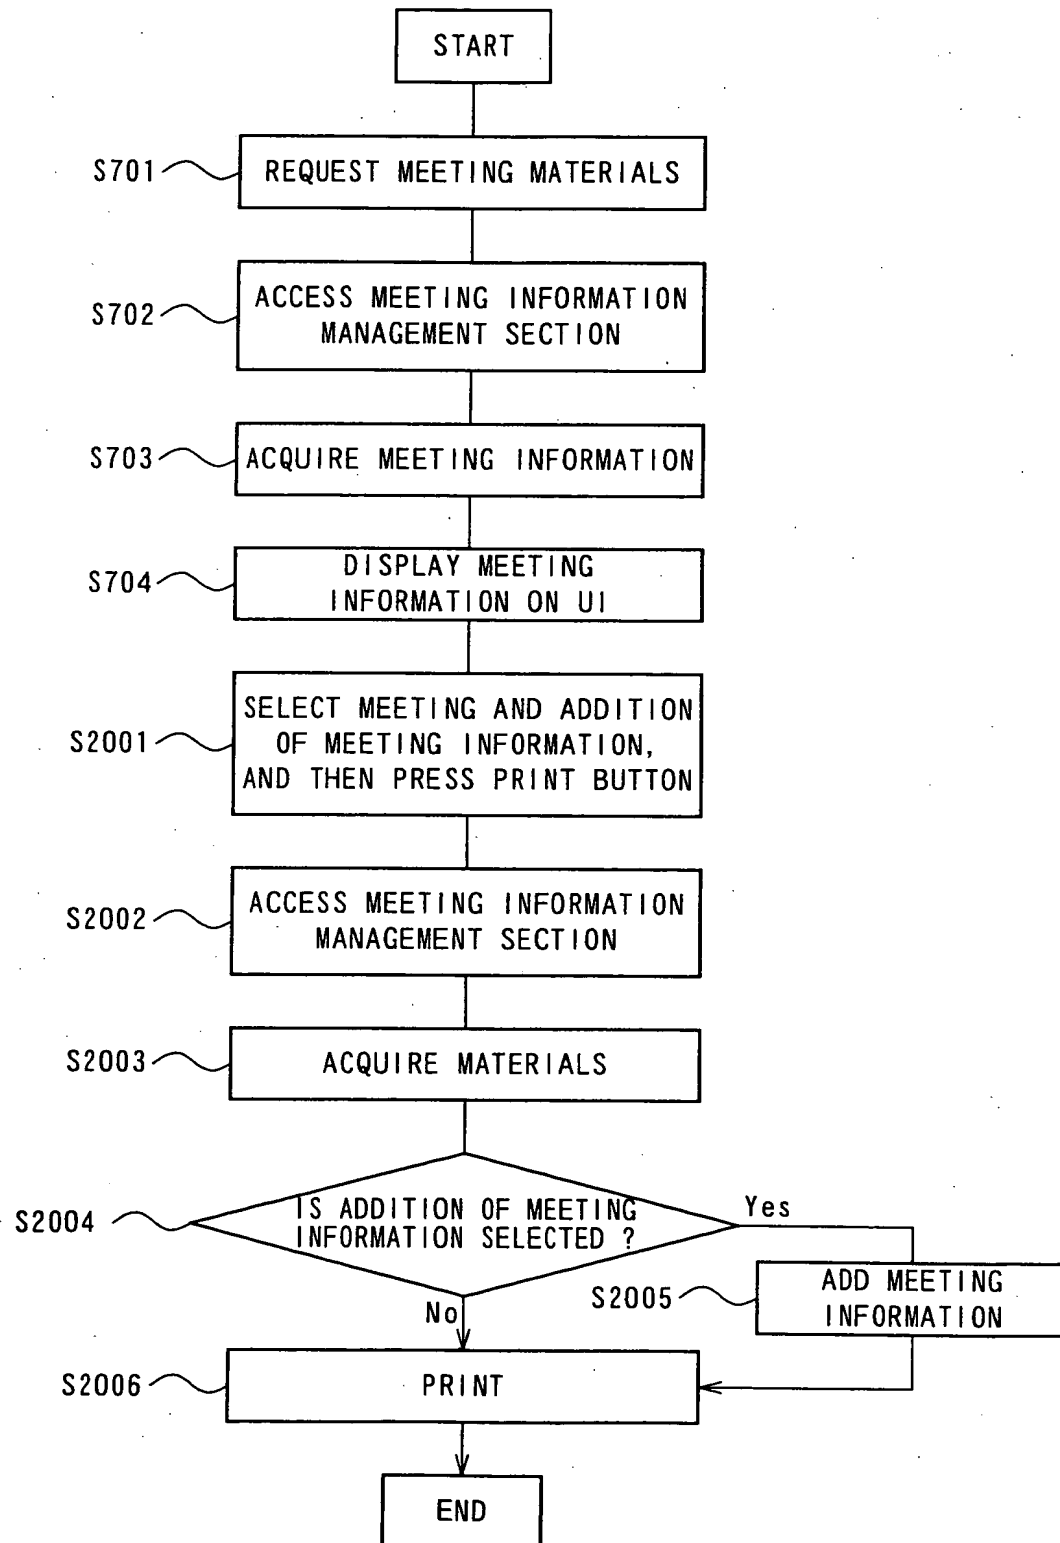 START
S701
REQUEST MEETING MATERIALS
S702
ACCESS MEETING INFORMATION
MANAGEMENT SECTION
S703
ACQUIRE MEETING INFORMATION
S704
DISPLAY MEETING
INFORMATION ON UI
S2001
SELECT MEETING AND ADDITION
OF MEETING INFORMATION,
AND THEN PRESS PRINT BUTTON
S2002
ACCESS MEETING INFORMATION
MANAGEMENT SECTION
S2003
ACQUIRE MATERIALS
S2004
IS ADDITION OF MEETING
INFORMATION SELECTED ?
Yes
S2005
ADD MEETING
INFORMATION
No
S2006
PRINT
END